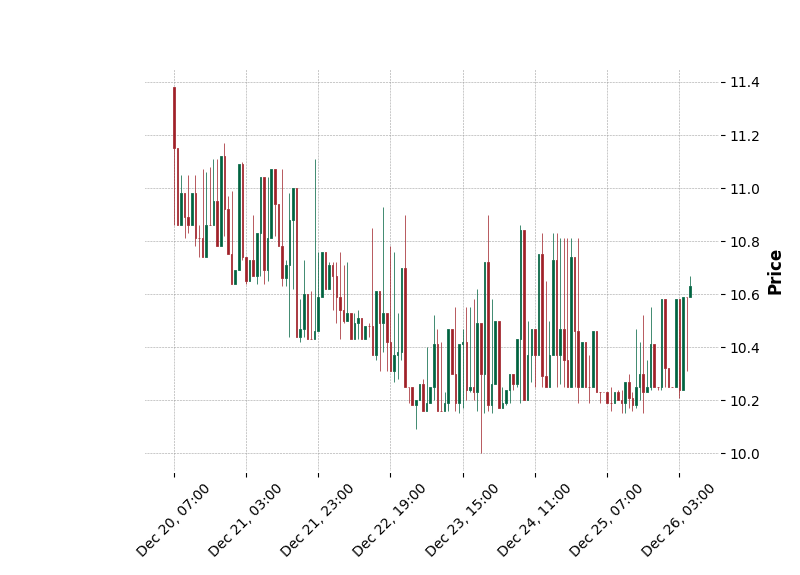 11.4
11.2
11.0
10.8
10.6
10.4
10.2
10.0
Price
Dec 20, 07:00
Dec 21, 03:00
Dec 21, 23:00
Dec 22, 19:00
Dec 23, 15:00
Dec 24, 11:00
Dec 25, 07:00
Dec 26, 03:00